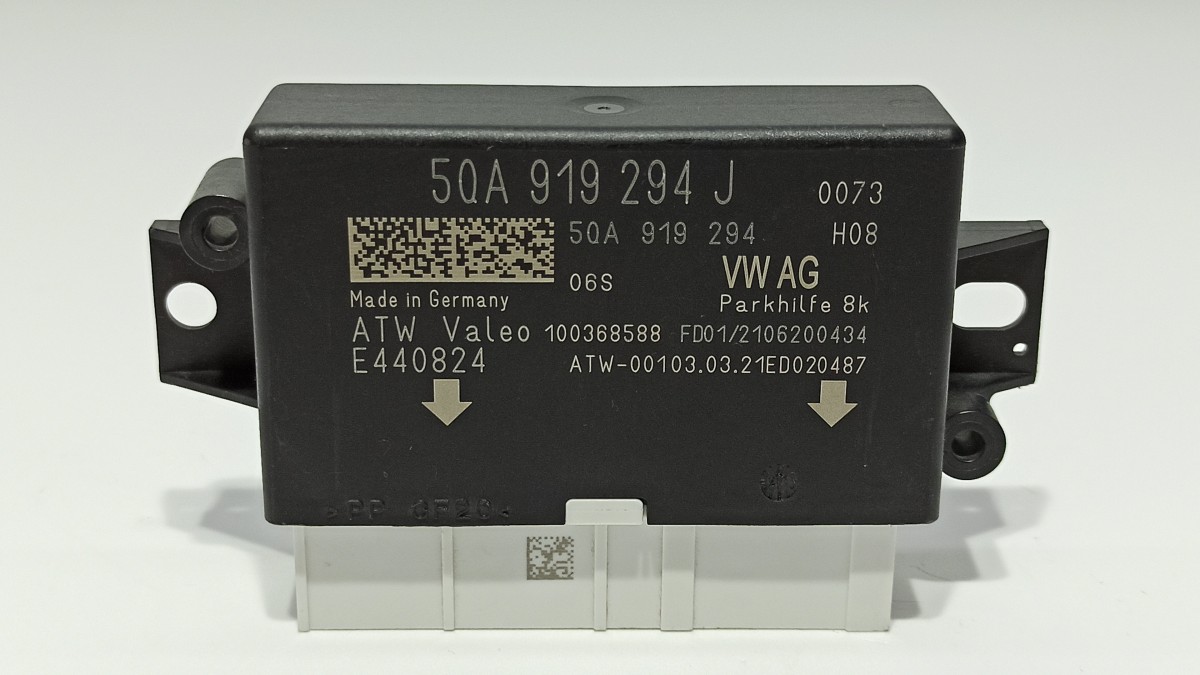 5QA 919 294 J 0073
5QA 919 294 H08
06S VW AG
Made in Germany Parkhilfe 8k
ATW Valeo 100368588 FD01/2106200434
E440824 ATW-00103.03.21ED020487